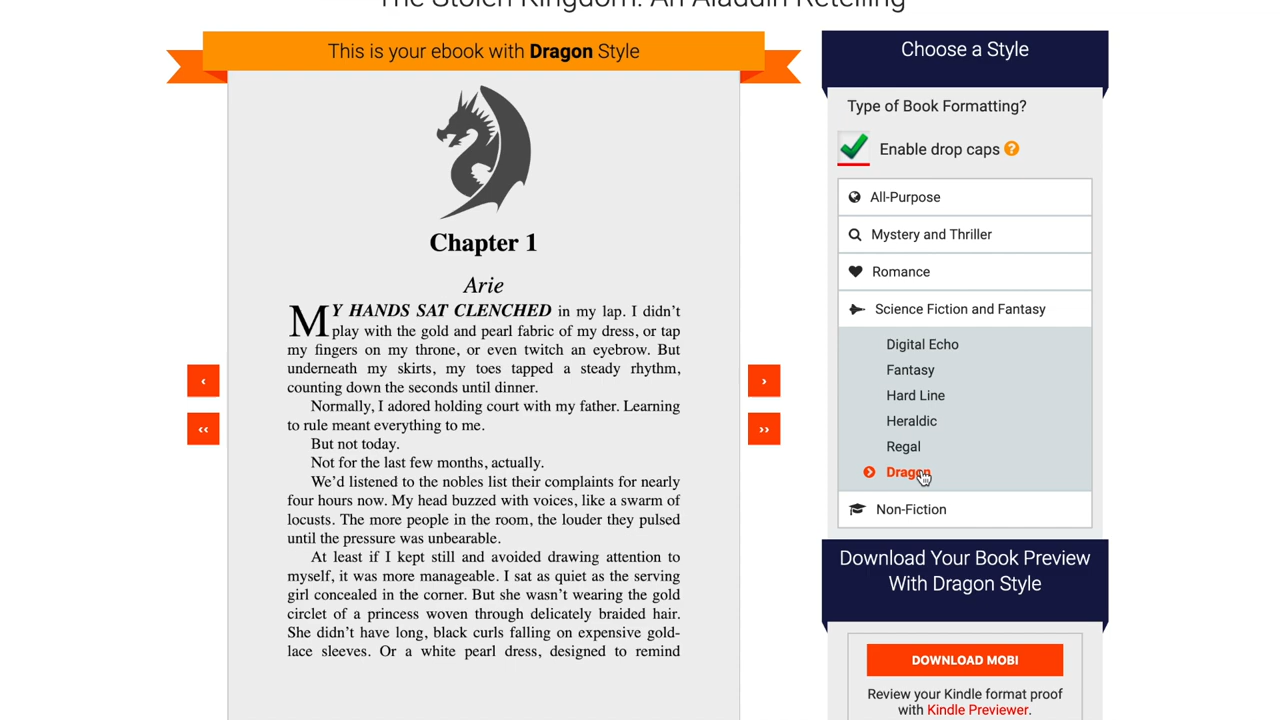 The Stolen Kingdom: An Aladdin Retelling
This is your ebook with Dragon Style
Chapter 1
Arie
MY HANDS SAT CLENCHED in my lap. I didn’t
play with the gold and pearl fabric of my dress, or tap
my fingers on my throne, or even twitch an eyebrow. But
underneath my skirts, my toes tapped a steady rhythm,
counting down the seconds until dinner.
Normally, I adored holding court with my father. Learning
to rule meant everything to me.
But not today.
Not for the last few months, actually.
We’d listened to the nobles list their complaints for nearly
four hours now. My head buzzed with voices, like a swarm of
locusts. The more people in the room, the louder they pulsed
until the pressure was unbearable.
At least if I kept still and avoided drawing attention to
myself, it was more manageable. I sat as quiet as the serving
girl concealed in the corner. But she wasn’t wearing the gold
circlet of a princess woven through delicately braided hair.
She didn’t have long, black curls falling on expensive gold-
lace sleeves. Or a white pearl dress, designed to remind
‹
‹‹
›
››
Choose a Style
Type of Book Formatting?
Enable drop caps ?
All-Purpose
Mystery and Thriller
Romance
Science Fiction and Fantasy
Digital Echo
Fantasy
Hard Line
Heraldic
Regal
Dragon
Non-Fiction
Download Your Book Preview
With Dragon Style
DOWNLOAD MOBI
Review your Kindle format proof
with Kindle Previewer.